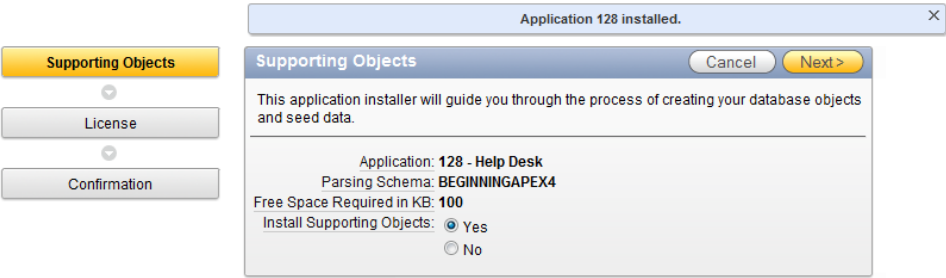 Application 128 installed.
Supporting Objects
License
Confirmation
Supporting Objects
Cancel
Next >
This application installer will guide you through the process of creating your database objects
and seed data.
Application: 128 - Help Desk
Parsing Schema: BEGINNINGAPEX4
Free Space Required in KB: 100
Install Supporting Objects: Yes
No